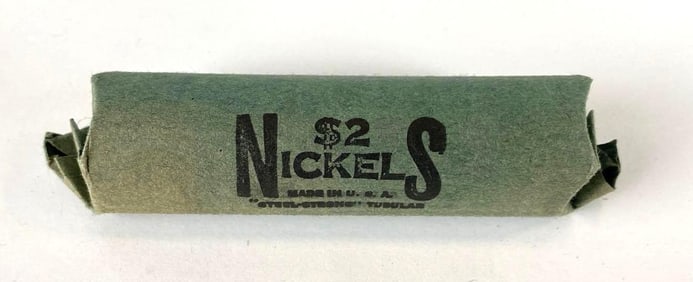 $2
NICKELS
MADE IN U. S. A.
"STEEL-STRONG" TUBULAR